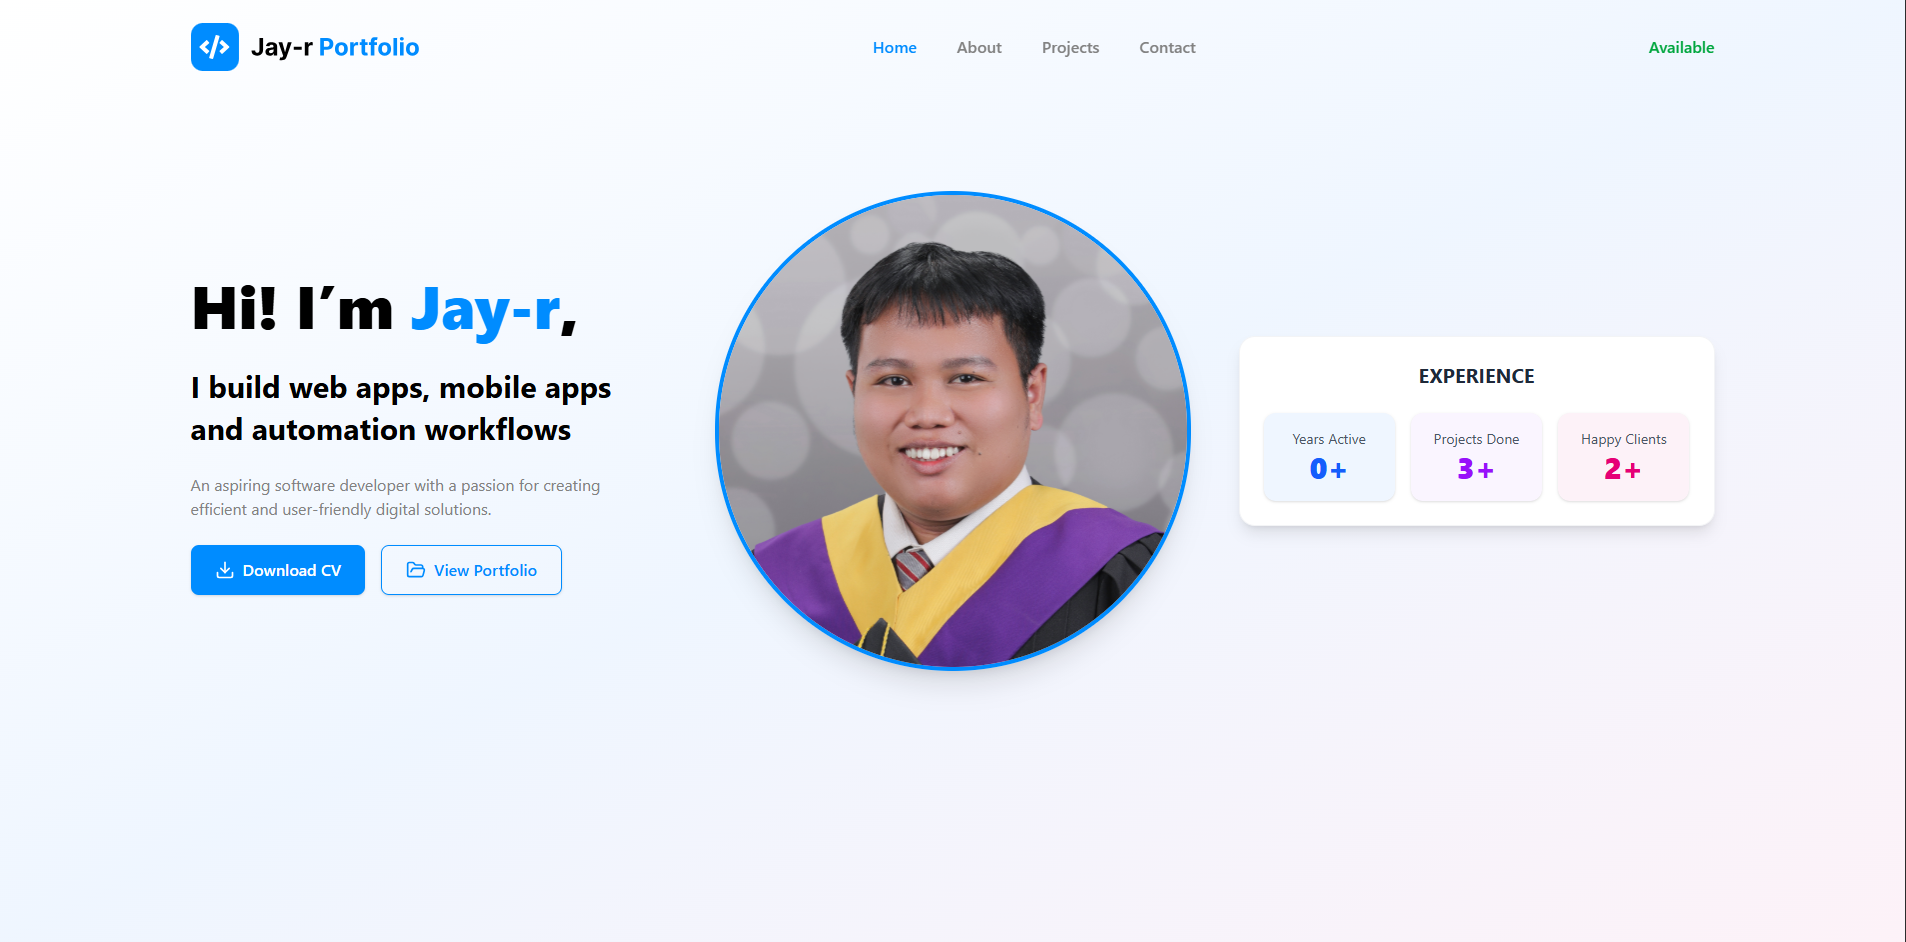 Jay-r Portfolio
Home
About
Projects
Contact
Available
Hi! I’m Jay-r,
I build web apps, mobile apps
and automation workflows
An aspiring software developer with a passion for creating
efficient and user-friendly digital solutions.
Download CV
View Portfolio
EXPERIENCE
Years Active
0+
Projects Done
3+
Happy Clients
2+